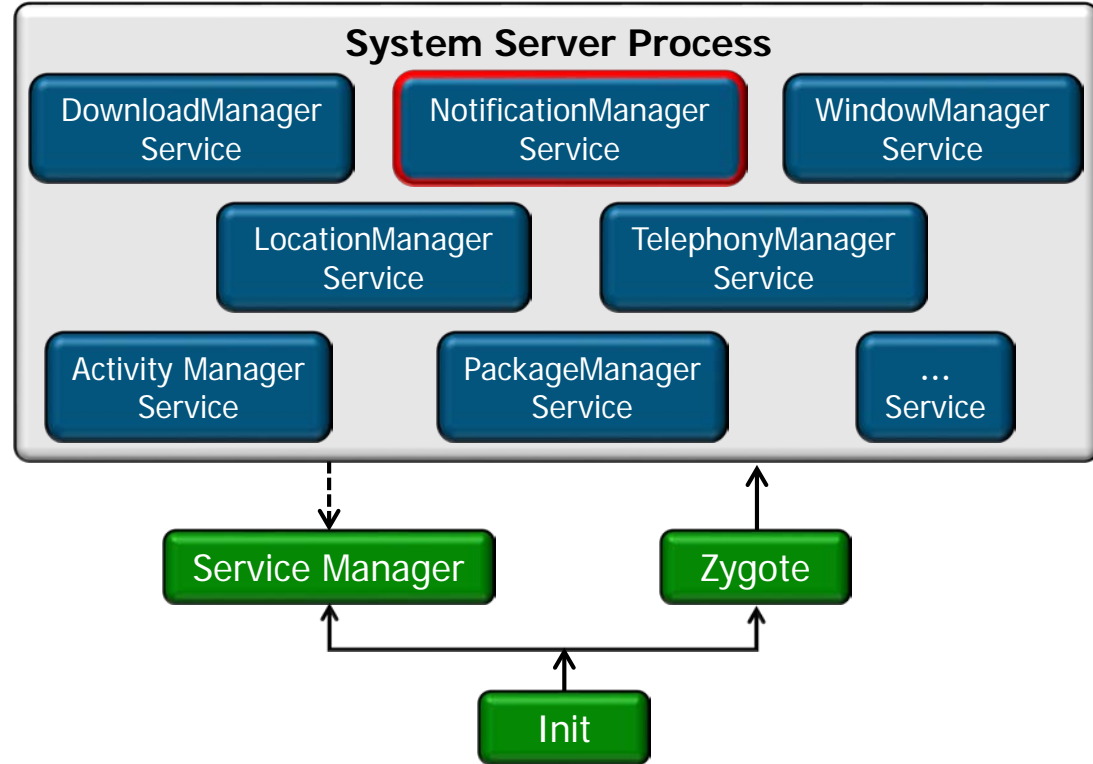 System Server Process
DownloadManager
Service
NotificationManager
Service
WindowManager
Service
LocationManager
Service
TelephonyManager
Service
Activity Manager
Service
PackageManager
Service
...
Service
Service Manager
Zygote
Init